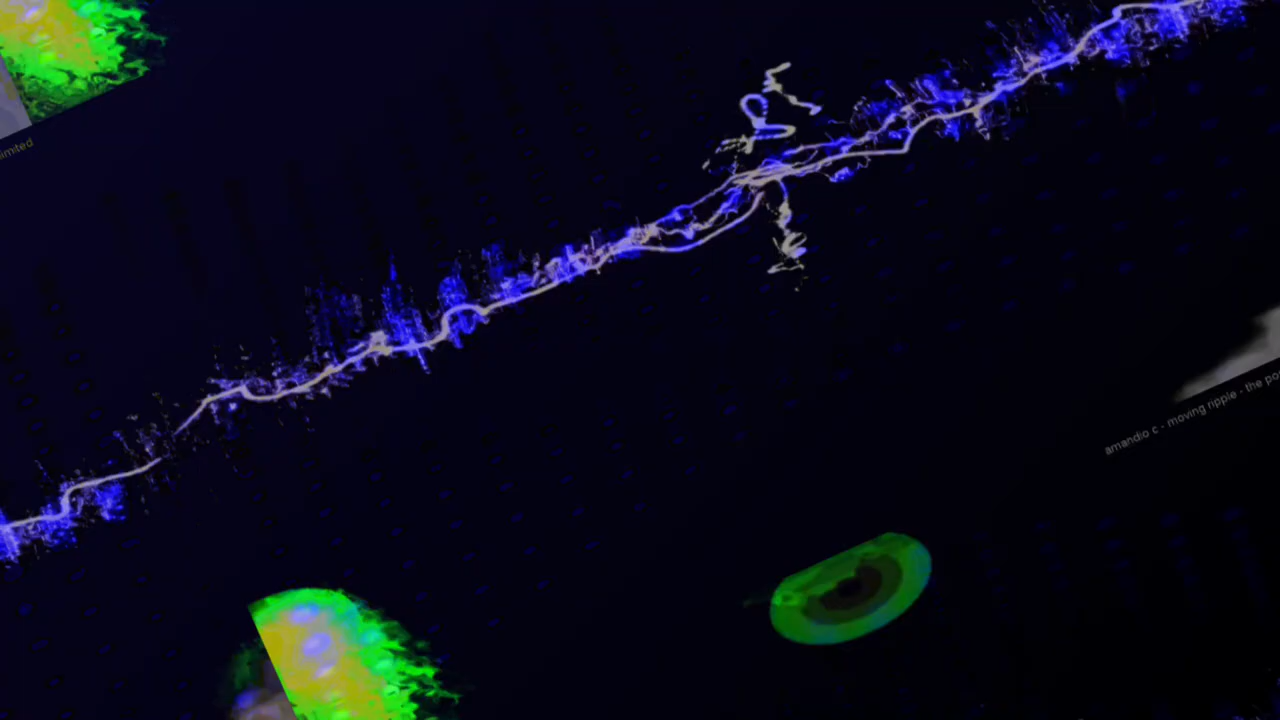 imited
amandio c - moving ripple - the po